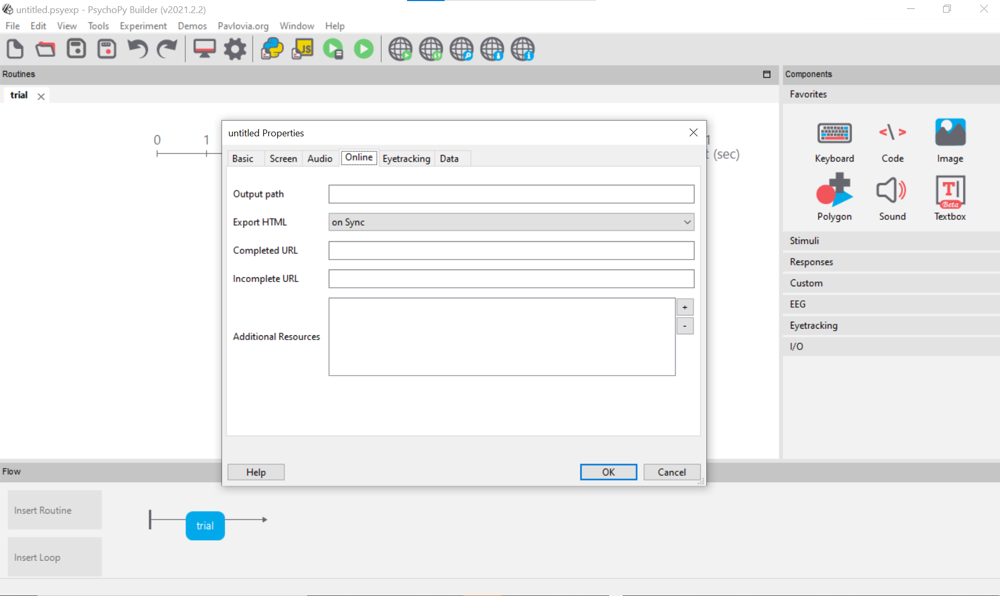 untitled.psyexp - PsychoPy Builder (v2021.2.2)
File Edit View Tools Experiment Demos Pavlovia.org Window Help
JS
Routines
Components
trial
Favorites
0 1
1
t (sec)
Keyboard Code Image
T
Beta
Polygon Sound Textbox
Stimuli
Responses
Custom
EEG
Eyetracking
I/O
untitled Properties
Basic Screen Audio Online Eyetracking Data
Output path
Export HTML on Sync
Completed URL
Incomplete URL
Additional Resources
+
-
Help OK Cancel
Flow
Insert Routine
trial
Insert Loop